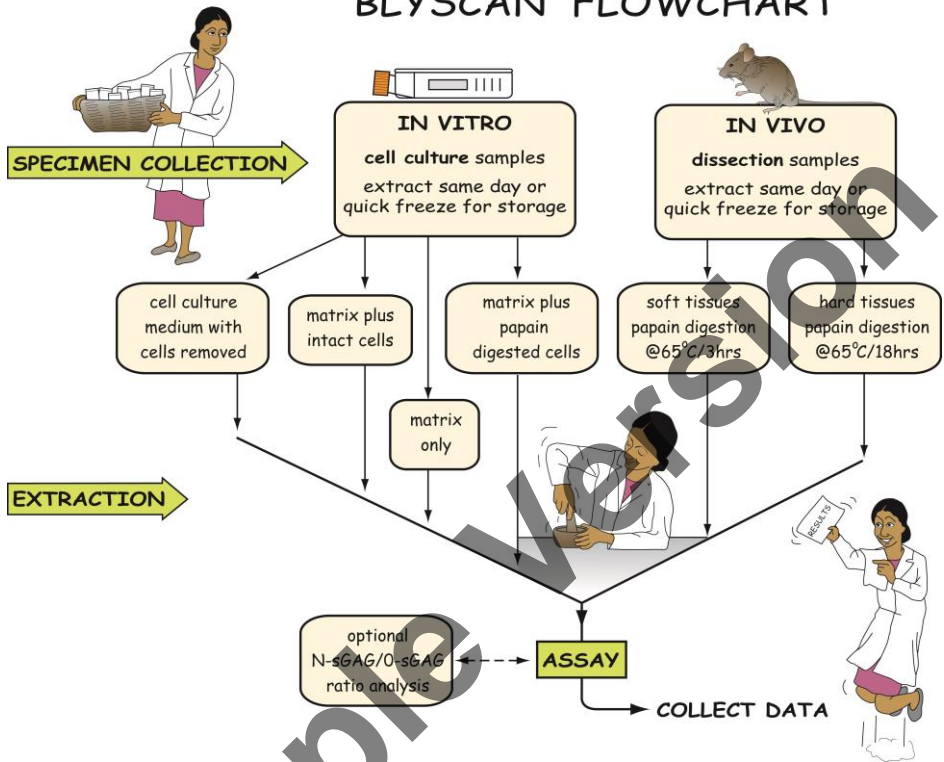 BLYSCAN FLOWCHART
SPECIMEN COLLECTION
IN VITRO
cell culture samples
extract same day or
quick freeze for storage
IN VIVO
dissection samples
extract same day or
quick freeze for storage
cell culture
medium with
cells removed
matrix plus
intact cells
matrix
only
matrix plus
papain
digested cells
soft tissues
papain digestion
@65°C/3hrs
hard tissues
papain digestion
@65°C/18hrs
EXTRACTION
RESULTS
optional
N-sGAG/O-sGAG
ratio analysis
ASSAY
COLLECT DATA
ple version